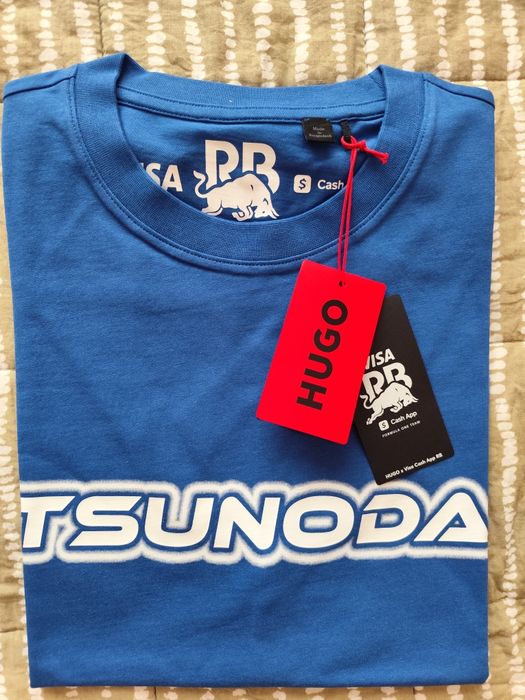 VISA
RB
Cash
Made
in
Bangladesh
HUGO
VISA
RB
Cash App
FORMULA ONE TEAM
HUGO x Visa Cash App RB
TSUNODA